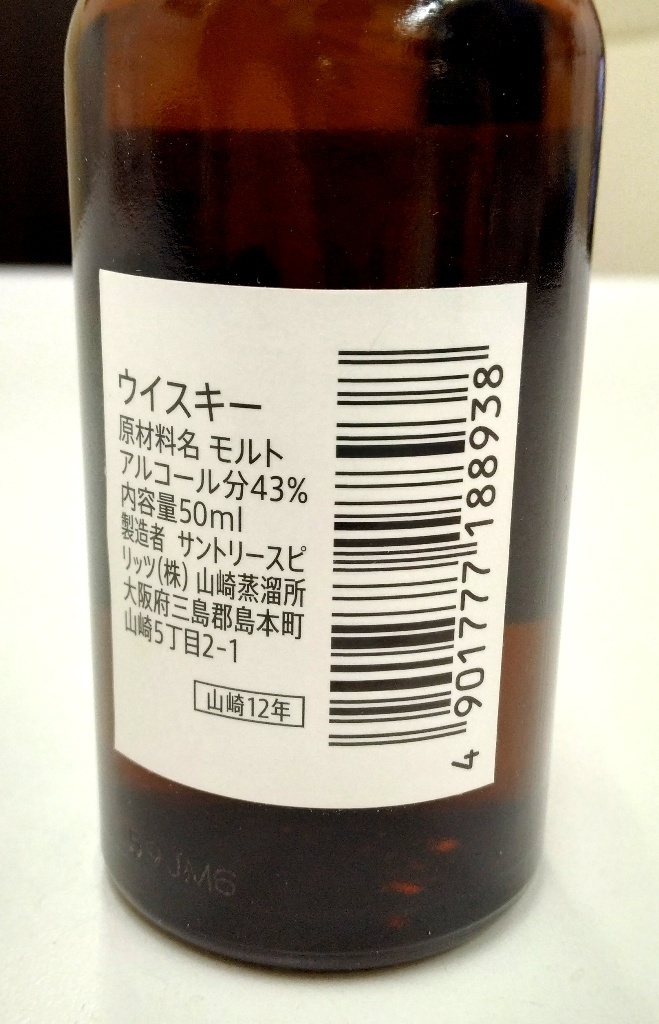 ウイスキー
原材料名 モルト
アルコール分43%
内容量50ml
製造者 サントリースピ
リッツ(株) 山崎蒸溜所
大阪府三島郡島本町
山崎5丁目2-1
山崎12年
4 901777 188938